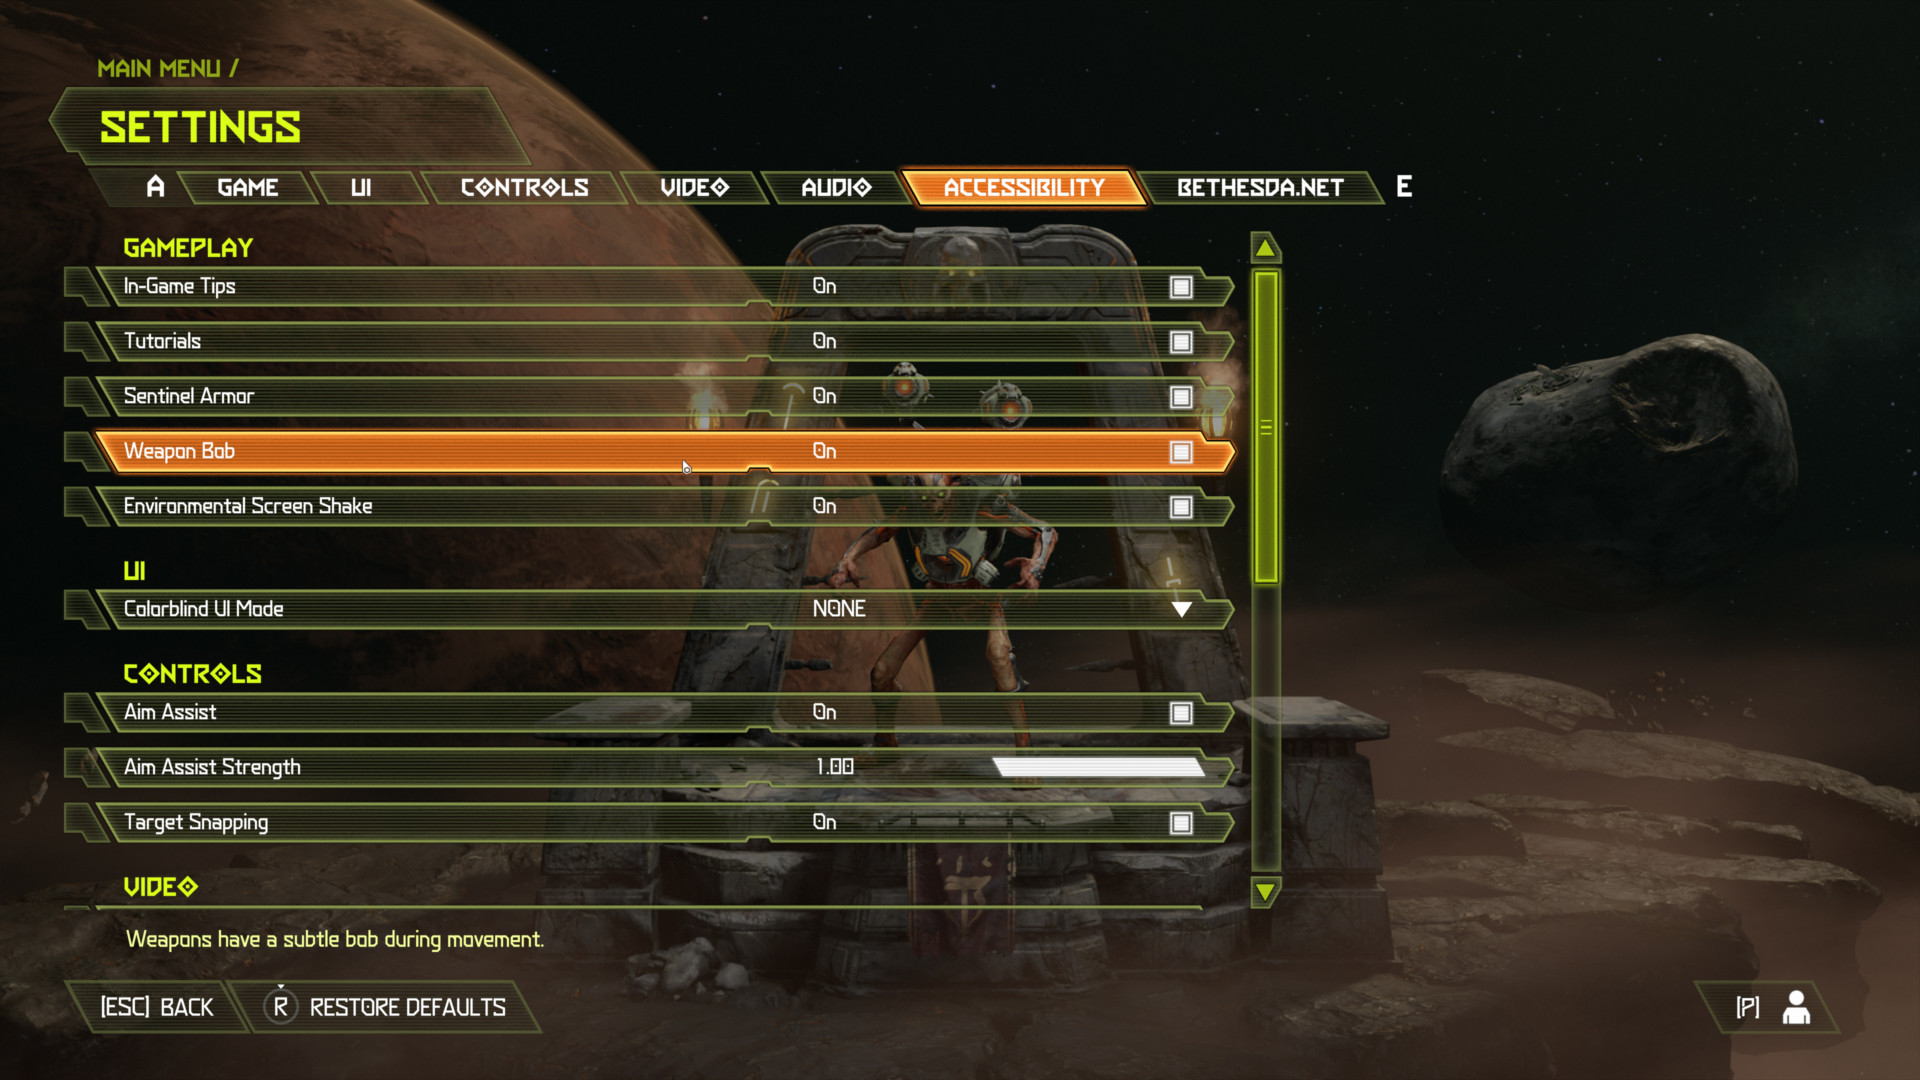 MAIN MENU /
SETTINGS
A GAME UI CONTROLS VIDEO AUDIO ACCESSIBILITY BETHESDA.NET E
GAMEPLAY
In-Game Tips On
Tutorials On
Sentinel Armor On
Weapon Bob On
Environmental Screen Shake On
UI
Colorblind UI Mode NONE
CONTROLS
Aim Assist On
Aim Assist Strength 1.00
Target Snapping On
VIDEO
Weapons have a subtle bob during movement.
[ESC] BACK R RESTORE DEFAULTS [P]